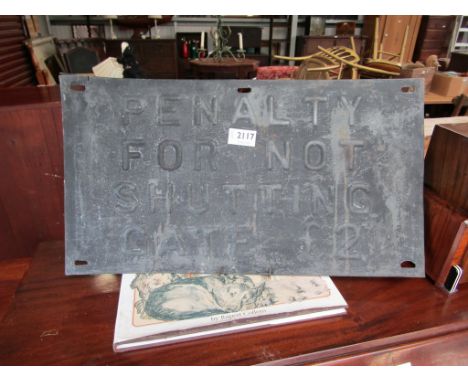 PENALTY
2117
FOR NOT
SHUTTING
GATE £2